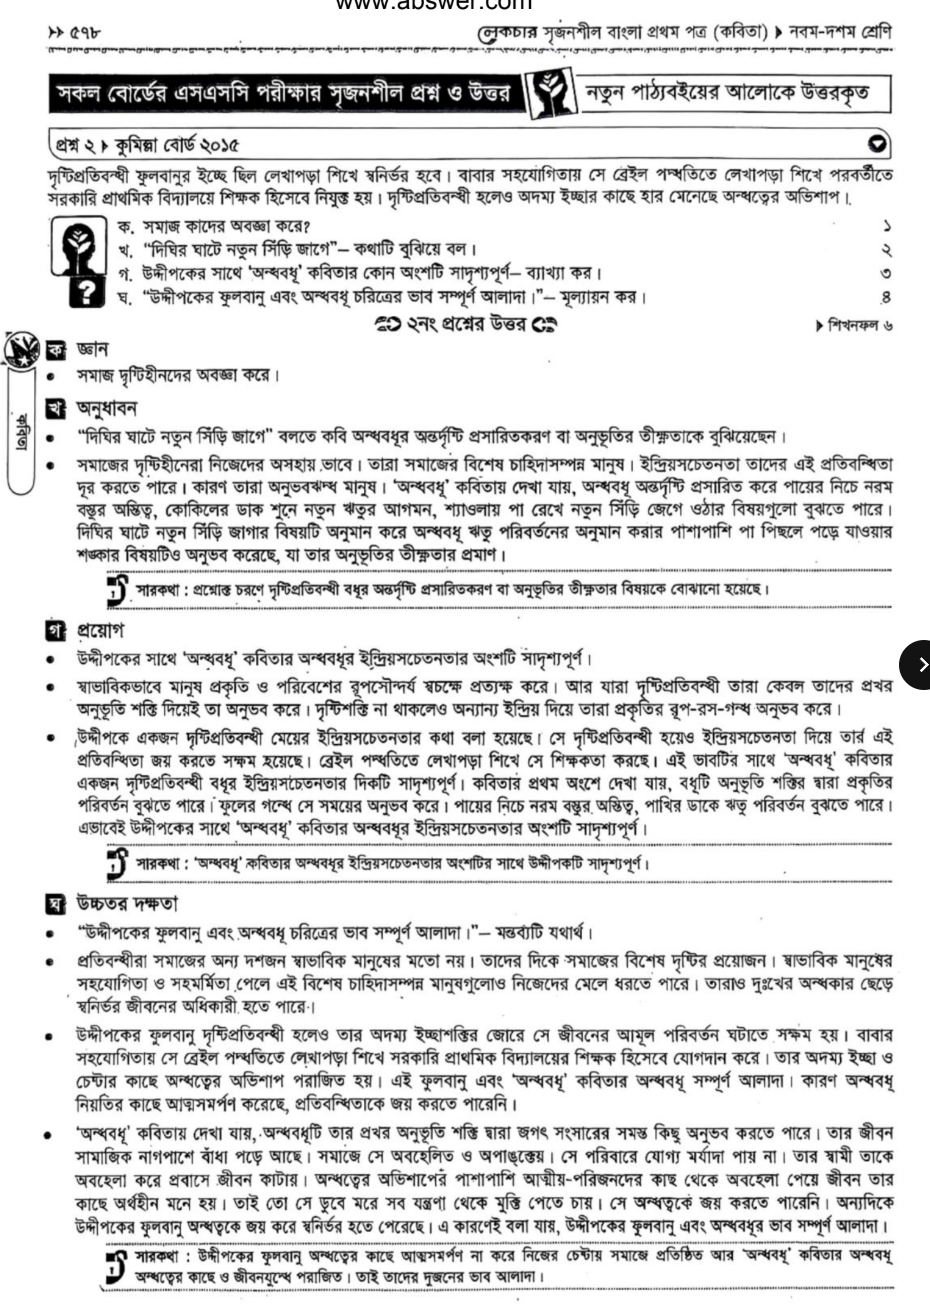 www.abswer.com
›› ৫৭৮
লেকচার সৃজনশীল বাংলা প্রথম পত্র (কবিতা) ▶ নবম-দশম শ্রেণি
সকল বোর্ডের এসএসসি পরীক্ষার সৃজনশীল প্রশ্ন ও উত্তর
নতুন পাঠ্যবইয়ের আলোকে উত্তরকৃত
প্রশ্ন ২ ▶ কুমিল্লা বোর্ড ২০১৫
দৃষ্টিপ্রতিবন্ধী ফুলবানুর ইচ্ছে ছিল লেখাপড়া শিখে স্বনির্ভর হবে। বাবার সহযোগিতায় সে ব্রেইল পদ্ধতিতে লেখাপড়া শিখে পরবর্তীতে
সরকারি প্রাথমিক বিদ্যালয়ে শিক্ষক হিসেবে নিযুক্ত হয়। দৃষ্টিপ্রতিবন্ধী হলেও অদম্য ইচ্ছার কাছে হার মেনেছে অন্ধত্বের অভিশাপ।
ক. সমাজ কাদের অবজ্ঞা করে? ১
খ. “দিঘির ঘাটে নতুন সিঁড়ি জাগে”– কথাটি বুঝিয়ে বল। ২
গ. উদ্দীপকের সাথে ‘অন্ধবধূ’ কবিতার কোন অংশটি সাদৃশ্যপূর্ণ– ব্যাখ্যা কর। ৩
ঘ. “উদ্দীপকের ফুলবানু এবং অন্ধবধূ চরিত্রের ভাব সম্পূর্ণ আলাদা।”– মূল্যায়ন কর। ৪
২নং প্রশ্নের উত্তর
▶ শিখনফল ৬
কবিতা
ক জ্ঞান
• সমাজ দৃষ্টিহীনদের অবজ্ঞা করে।
খ অনুধাবন
• “দিঘির ঘাটে নতুন সিঁড়ি জাগে” বলতে কবি অন্ধবধূর অন্তর্দৃষ্টি প্রসারিতকরণ বা অনুভূতির তীক্ষ্ণতাকে বুঝিয়েছেন।
• সমাজের দৃষ্টিহীনেরা নিজেদের অসহায় ভাবে। তারা সমাজের বিশেষ চাহিদাসম্পন্ন মানুষ। ইন্দ্রিয়সচেতনতা তাদের এই প্রতিবন্ধিতা
দূর করতে পারে। কারণ তারা অনুভবঋদ্ধ মানুষ। ‘অন্ধবধূ’ কবিতায় দেখা যায়, অন্ধবধূ অন্তর্দৃষ্টি প্রসারিত করে পায়ের নিচে নরম
বস্তুর অস্তিত্ব, কোকিলের ডাক শুনে নতুন ঋতুর আগমন, শ্যাওলায় পা রেখে নতুন সিঁড়ি জেগে ওঠার বিষয়গুলো বুঝতে পারে।
দিঘির ঘাটে নতুন সিঁড়ি জাগার বিষয়টি অনুমান করে অন্ধবধূ ঋতু পরিবর্তনের অনুমান করার পাশাপাশি পা পিছলে পড়ে যাওয়ার
শঙ্কার বিষয়টিও অনুভব করেছে, যা তার অনুভূতির তীক্ষ্ণতার প্রমাণ।
সারকথা : প্রশ্নোক্ত চরণে দৃষ্টিপ্রতিবন্ধী বধূর অন্তর্দৃষ্টি প্রসারিতকরণ বা অনুভূতির তীক্ষ্ণতার বিষয়কে বোঝানো হয়েছে।
গ প্রয়োগ
• উদ্দীপকের সাথে ‘অন্ধবধূ’ কবিতার অন্ধবধূর ইন্দ্রিয়সচেতনতার অংশটি সাদৃশ্যপূর্ণ।
• স্বাভাবিকভাবে মানুষ প্রকৃতি ও পরিবেশের রূপসৌন্দর্য স্বচক্ষে প্রত্যক্ষ করে। আর যারা দৃষ্টিপ্রতিবন্ধী তারা কেবল তাদের প্রখর
অনুভূতি শক্তি দিয়েই তা অনুভব করে। দৃষ্টিশক্তি না থাকলেও অন্যান্য ইন্দ্রিয় দিয়ে তারা প্রকৃতির রূপ-রস-গন্ধ অনুভব করে।
• উদ্দীপকে একজন দৃষ্টিপ্রতিবন্ধী মেয়ের ইন্দ্রিয়সচেতনতার কথা বলা হয়েছে। সে দৃষ্টিপ্রতিবন্ধী হয়েও ইন্দ্রিয়সচেতনতা দিয়ে তার এই
প্রতিবন্ধিতা জয় করতে সক্ষম হয়েছে। ব্রেইল পদ্ধতিতে লেখাপড়া শিখে সে শিক্ষকতা করছে। এই ভাবটির সাথে ‘অন্ধবধূ’ কবিতার
একজন দৃষ্টিপ্রতিবন্ধী বধূর ইন্দ্রিয়সচেতনতার দিকটি সাদৃশ্যপূর্ণ। কবিতার প্রথম অংশে দেখা যায়, বধূটি অনুভূতি শক্তির দ্বারা প্রকৃতির
পরিবর্তন বুঝতে পারে। ফুলের গন্ধে সে সময়ের অনুভব করে। পায়ের নিচে নরম বস্তুর অস্তিত্ব, পাখির ডাকে ঋতু পরিবর্তন বুঝতে পারে।
এভাবেই উদ্দীপকের সাথে ‘অন্ধবধূ’ কবিতার অন্ধবধূর ইন্দ্রিয়সচেতনতার অংশটি সাদৃশ্যপূর্ণ।
সারকথা : ‘অন্ধবধূ’ কবিতার অন্ধবধূর ইন্দ্রিয়সচেতনতার অংশটির সাথে উদ্দীপকটি সাদৃশ্যপূর্ণ।
ঘ উচ্চতর দক্ষতা
• “উদ্দীপকের ফুলবানু এবং অন্ধবধূ চরিত্রের ভাব সম্পূর্ণ আলাদা।”– মন্তব্যটি যথার্থ।
• প্রতিবন্ধীরা সমাজের অন্য দশজন স্বাভাবিক মানুষের মতো নয়। তাদের দিকে সমাজের বিশেষ দৃষ্টির প্রয়োজন। স্বাভাবিক মানুষের
সহযোগিতা ও সহমর্মিতা পেলে এই বিশেষ চাহিদাসম্পন্ন মানুষগুলোও নিজেদের মেলে ধরতে পারে। তারাও দুঃখের অন্ধকার ছেড়ে
স্বনির্ভর জীবনের অধিকারী হতে পারে।
• উদ্দীপকের ফুলবানু দৃষ্টিপ্রতিবন্ধী হলেও তার অদম্য ইচ্ছাশক্তির জোরে সে জীবনের আমূল পরিবর্তন ঘটাতে সক্ষম হয়। বাবার
সহযোগিতায় সে ব্রেইল পদ্ধতিতে লেখাপড়া শিখে সরকারি প্রাথমিক বিদ্যালয়ের শিক্ষক হিসেবে যোগদান করে। তার অদম্য ইচ্ছা ও
চেষ্টার কাছে অন্ধত্বের অভিশাপ পরাজিত হয়। এই ফুলবানু এবং ‘অন্ধবধূ’ কবিতার অন্ধবধূ সম্পূর্ণ আলাদা। কারণ অন্ধবধূ
নিয়তির কাছে আত্মসমর্পণ করেছে, প্রতিবন্ধিতাকে জয় করতে পারেনি।
• ‘অন্ধবধূ’ কবিতায় দেখা যায়, অন্ধবধূটি তার প্রখর অনুভূতি শক্তি দ্বারা জগৎ সংসারের সমস্ত কিছু অনুভব করতে পারে। তার জীবন
সামাজিক নাগপাশে বাঁধা পড়ে আছে। সমাজে সে অবহেলিত ও অপাঙ্‌ক্তেয়। সে পরিবারে যোগ্য মর্যাদা পায় না। তার স্বামী তাকে
অবহেলা করে প্রবাসে জীবন কাটায়। অন্ধত্বের অভিশাপের পাশাপাশি আত্মীয়-পরিজনদের কাছ থেকে অবহেলা পেয়ে জীবন তার
কাছে অর্থহীন মনে হয়। তাই তো সে ডুবে মরে সব যন্ত্রণা থেকে মুক্তি পেতে চায়। সে অন্ধত্বকে জয় করতে পারেনি। অন্যদিকে
উদ্দীপকের ফুলবানু অন্ধত্বকে জয় করে স্বনির্ভর হতে পেরেছে। এ কারণেই বলা যায়, উদ্দীপকের ফুলবানু এবং অন্ধবধূর ভাব সম্পূর্ণ আলাদা।
সারকথা : উদ্দীপকের ফুলবানু অন্ধত্বের কাছে আত্মসমর্পণ না করে নিজের চেষ্টায় সমাজে প্রতিষ্ঠিত আর ‘অন্ধবধূ’ কবিতার অন্ধবধূ
অন্ধত্বের কাছে ও জীবনযুদ্ধে পরাজিত। তাই তাদের দুজনের ভাব আলাদা।